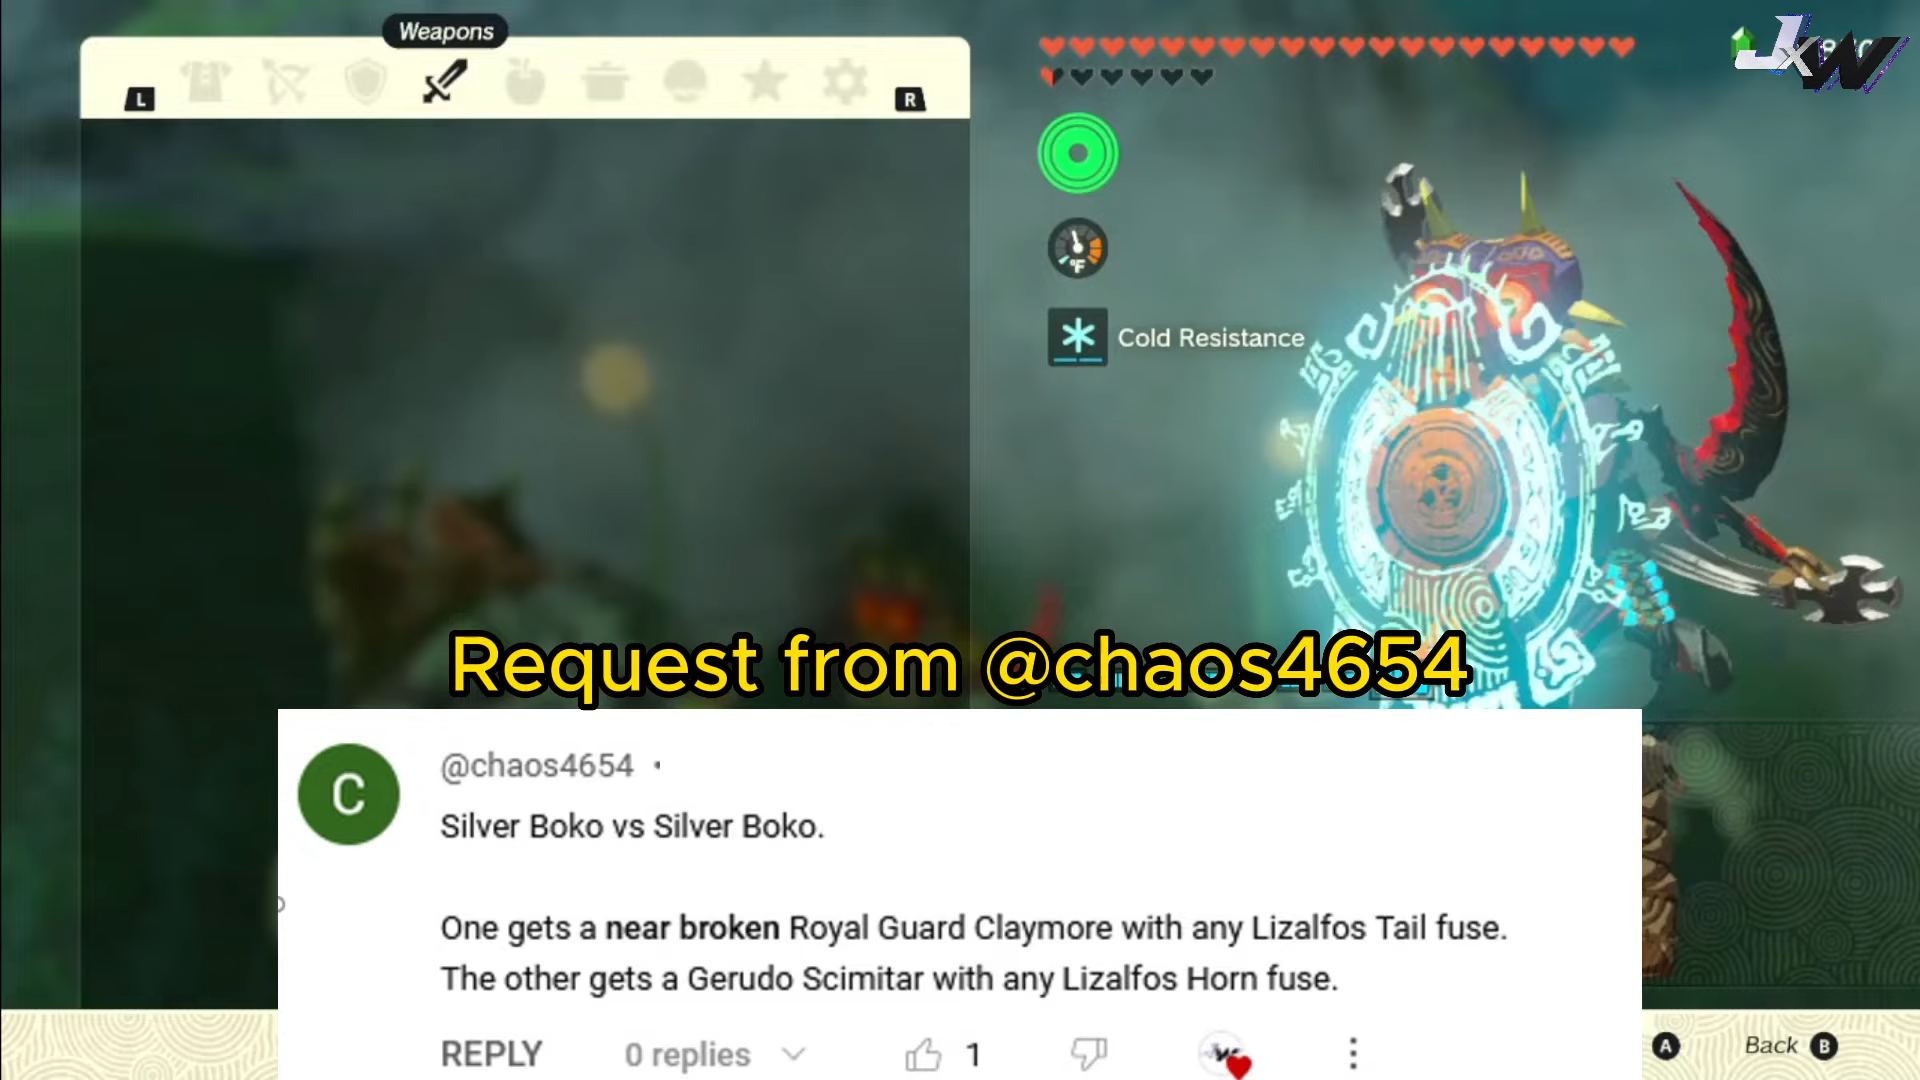 Weapons
L
R
JxW
°F
Cold Resistance
Request from @chaos4654
C
@chaos4654 •
Silver Boko vs Silver Boko.
One gets a near broken Royal Guard Claymore with any Lizalfos Tail fuse.
The other gets a Gerudo Scimitar with any Lizalfos Horn fuse.
REPLY
0 replies
1
A
Back B